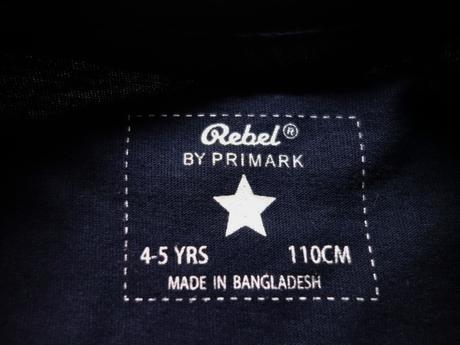 Rebel®
BY PRIMARK
4-5 YRS 110CM
MADE IN BANGLADESH